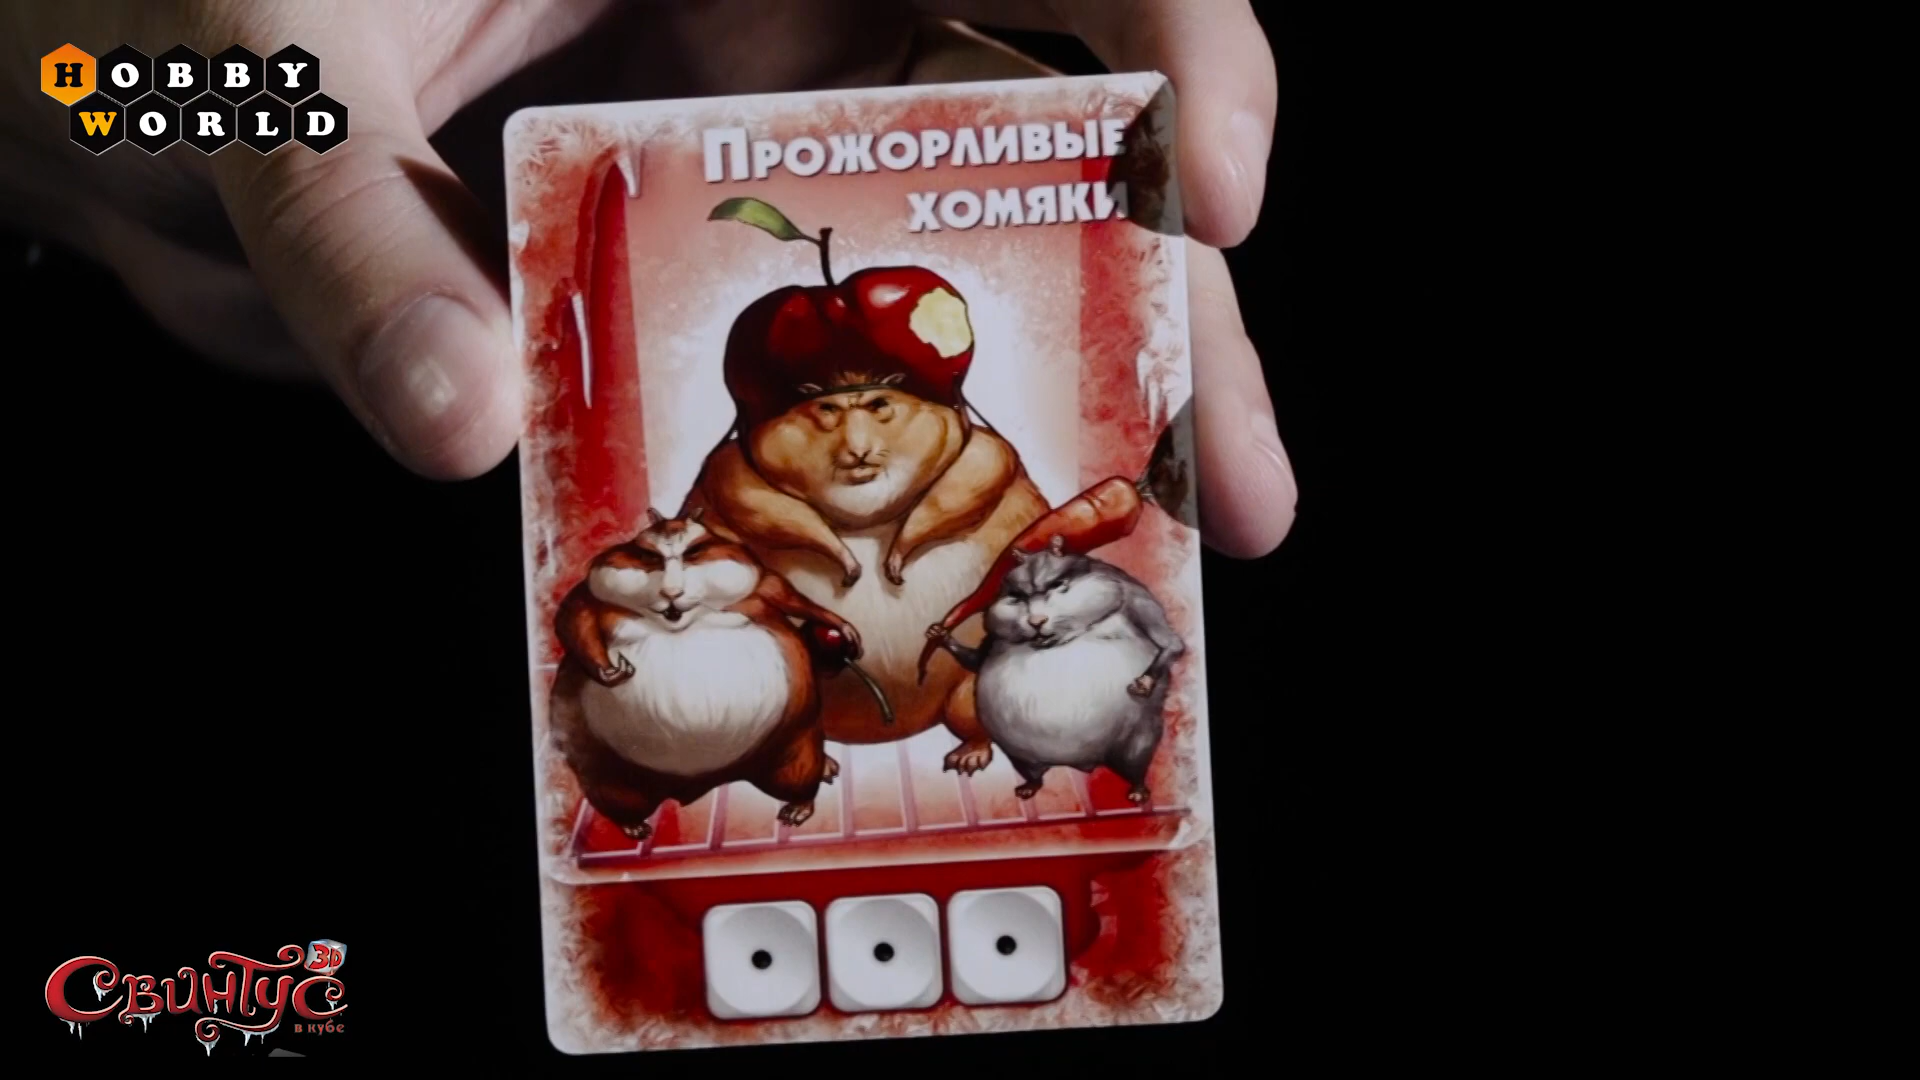 HOBBY
WORLD
Прожорливые
хомяки
Свинтус 3D
в кубе